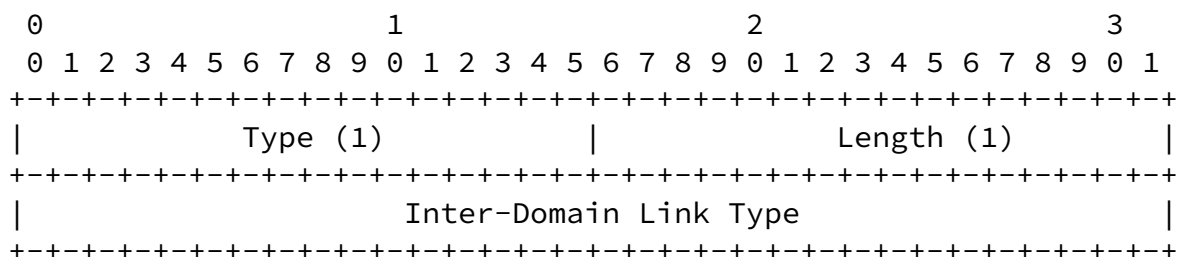 0                   1                   2                   3
 0 1 2 3 4 5 6 7 8 9 0 1 2 3 4 5 6 7 8 9 0 1 2 3 4 5 6 7 8 9 0 1
+-+-+-+-+-+-+-+-+-+-+-+-+-+-+-+-+-+-+-+-+-+-+-+-+-+-+-+-+-+-+-+-+
|            Type (1)           |             Length (1)        |
+-+-+-+-+-+-+-+-+-+-+-+-+-+-+-+-+-+-+-+-+-+-+-+-+-+-+-+-+-+-+-+-+
|                     Inter-Domain Link Type                    |
+-+-+-+-+-+-+-+-+-+-+-+-+-+-+-+-+-+-+-+-+-+-+-+-+-+-+-+-+-+-+-+-+